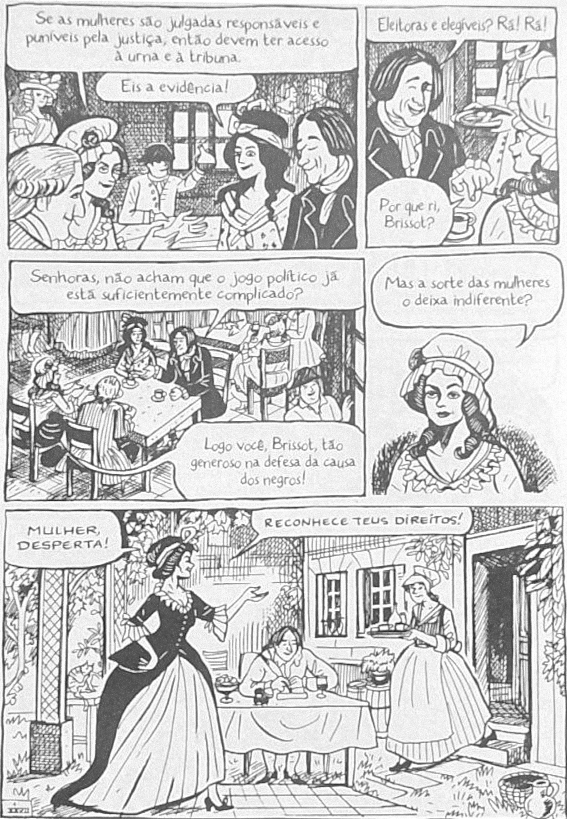 Se as mulheres são julgadas responsáveis e
puníveis pela justiça, então devem ter acesso
à urna e à tribuna.
Eis a evidência!
Eleitoras e elegíveis? Rá! Rá!
Por que ri,
Brissot?
Senhoras, não acham que o jogo político já
está suficientemente complicado?
Logo você, Brissot, tão
generoso na defesa da causa
dos negros!
Mas a sorte das mulheres
o deixa indiferente?
MULHER,
DESPERTA!
RECONHECE TEUS DIREITOS!